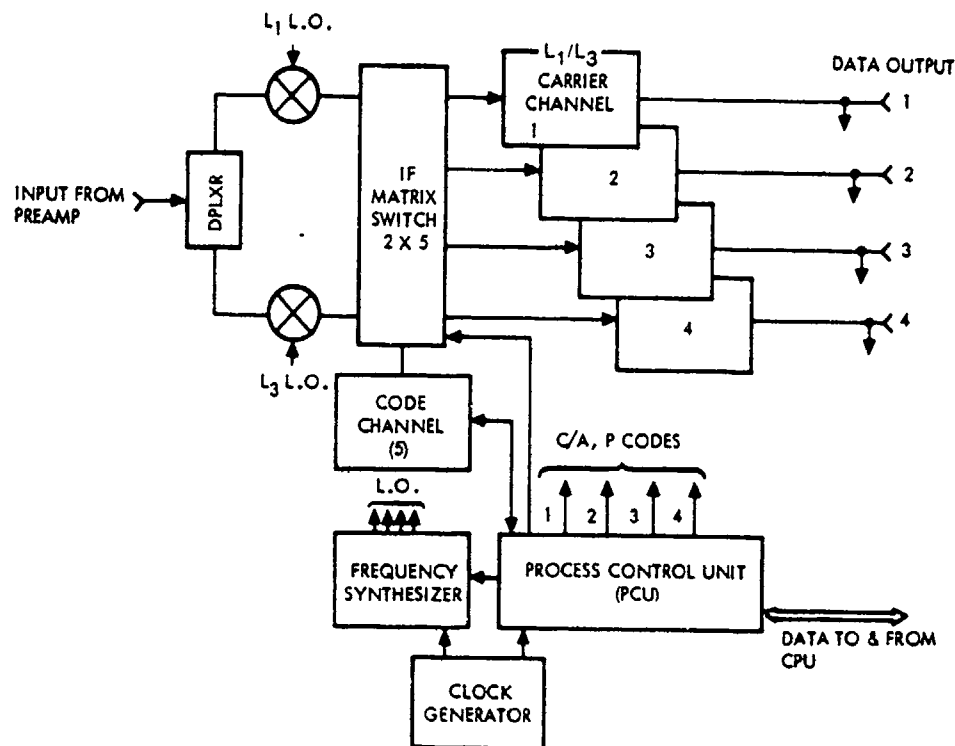 L1 L.O.
L1/L3
CARRIER
CHANNEL
1
DATA OUTPUT
1
INPUT FROM
PREAMP
DPLXR
IF
MATRIX
SWITCH
2 X 5
2
2
3
3
4
4
L3 L.O.
CODE
CHANNEL
(5)
C/A, P CODES
L.O.
1
2
3
4
FREQUENCY
SYNTHESIZER
PROCESS CONTROL UNIT
(PCU)
DATA TO & FROM
CPU
CLOCK
GENERATOR